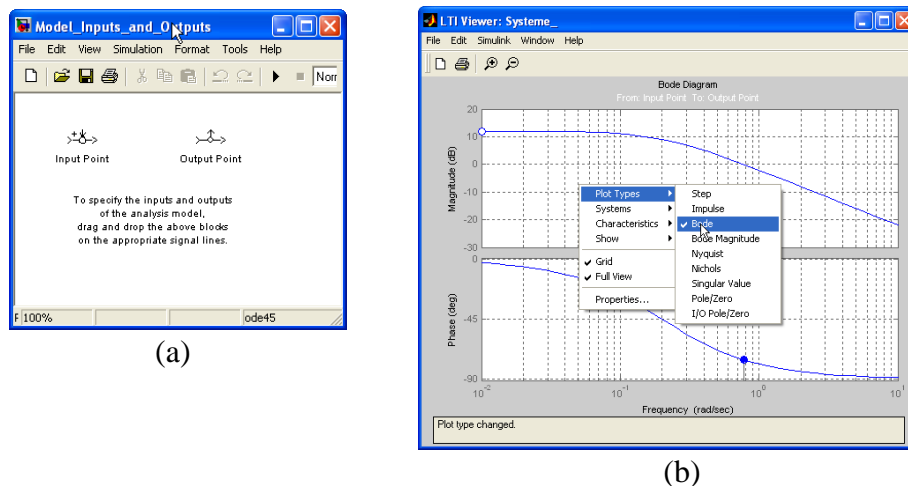 Model_Inputs_and_Outputs
File Edit View Simulation Format Tools Help
Input Point Output Point
To specify the inputs and outputs
of the analysis model,
drag and drop the above blocks
on the appropriate signal lines.
100% ode45
(a)
LTI Viewer: Systeme_
File Edit Simulink Window Help
Bode Diagram
From: Input Point To: Output Point
Magnitude (dB)
20
10
0
-10
-20
-30
Plot Types
Systems
Characteristics
Show
Grid
Full View
Properties...
Step
Impulse
Bode
Bode Magnitude
Nyquist
Nichols
Singular Value
Pole/Zero
I/O Pole/Zero
Phase (deg)
0
-45
-90
10^-2 10^-1 10^0 10^1
Frequency (rad/sec)
Plot type changed.
(b)